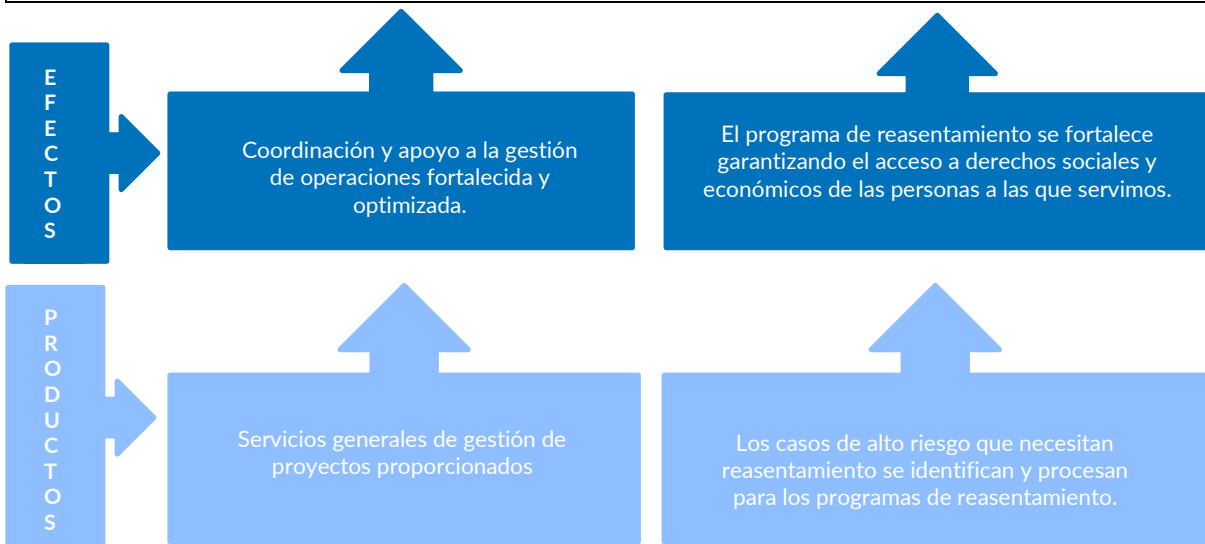 EFECTOS
Coordinación y apoyo a la gestión
de operaciones fortalecida y
optimizada.
El programa de reasentamiento se fortalece
garantizando el acceso a derechos sociales y
económicos de las personas a las que servimos.
PRODUCTOS
Servicios generales de gestión de
proyectos proporcionados
Los casos de alto riesgo que necesitan
reasentamiento se identifican y procesan
para los programas de reasentamiento.